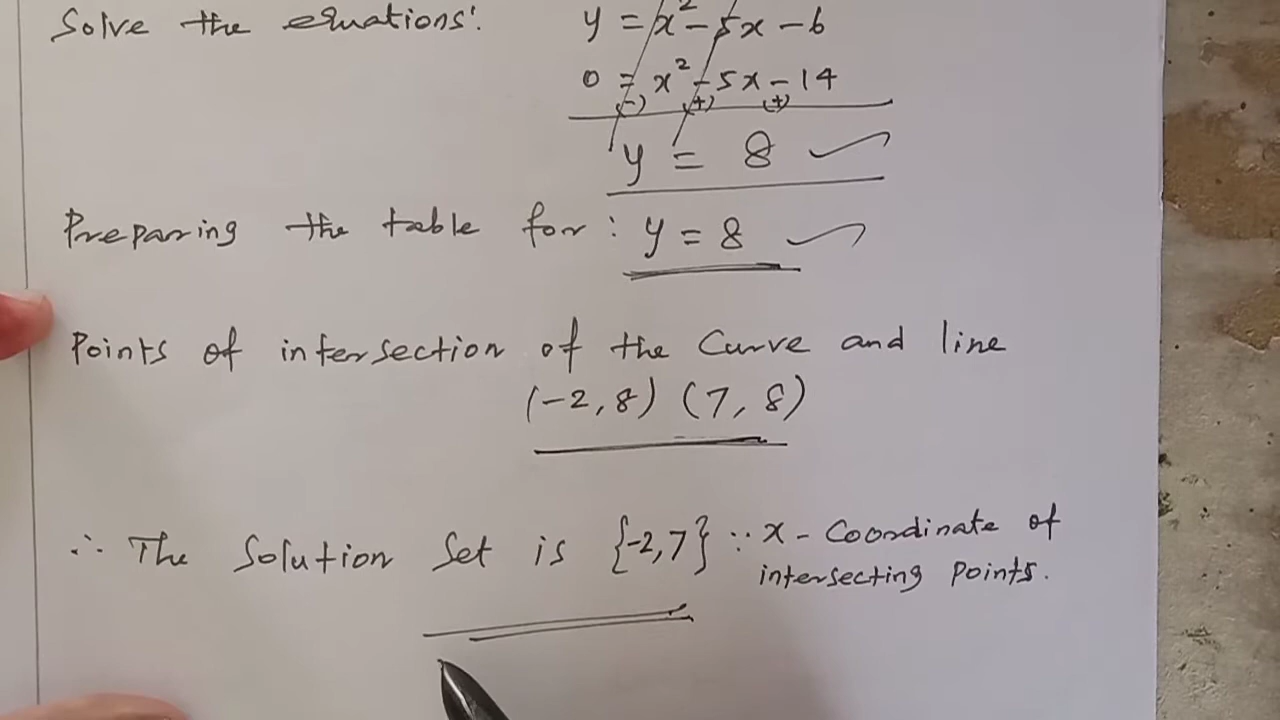 Solve the equations: y = x² - 5x - 6
0 = x² - 5x - 14
(-) (+) (+)
y = 8
Preparing the table for : y = 8
Points of intersection of the Curve and line
(-2, 8) (7, 8)
∴ The Solution Set is {-2, 7} ∵ x - Coordinate of
intersecting points.